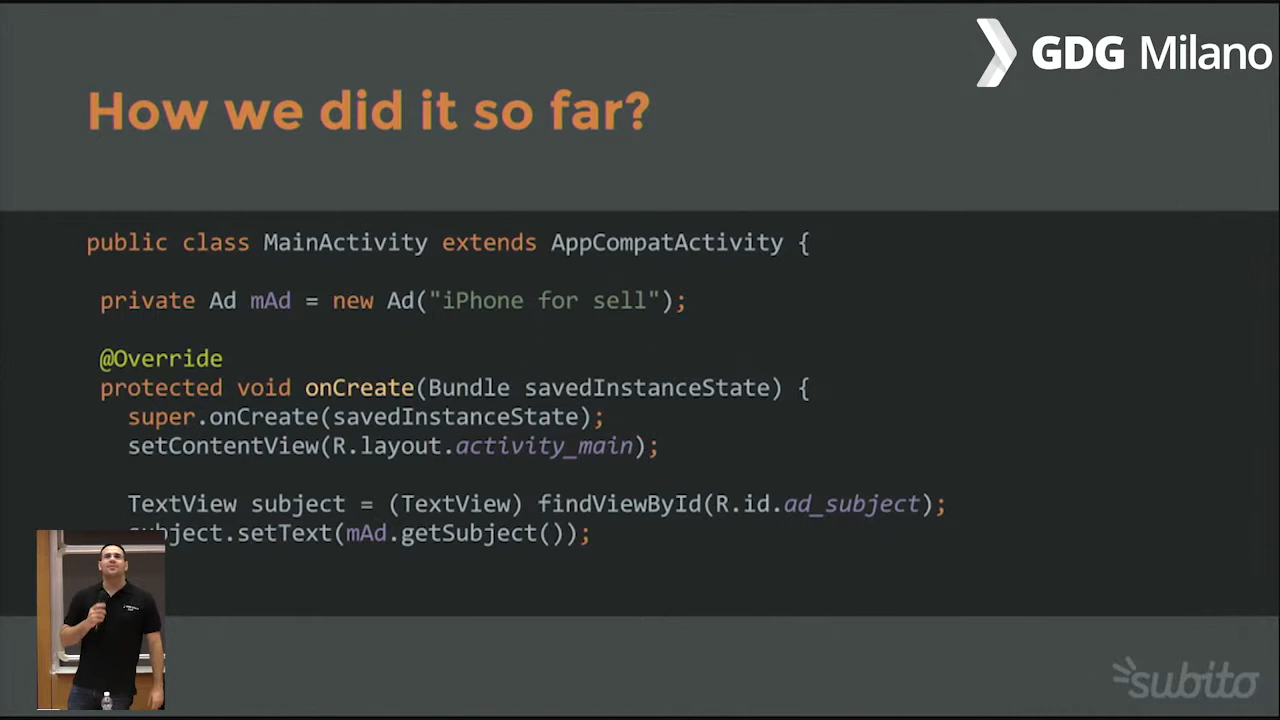 GDG Milano
How we did it so far?
public class MainActivity extends AppCompatActivity {
private Ad mAd = new Ad("iPhone for sell");
@Override
protected void onCreate(Bundle savedInstanceState) {
super.onCreate(savedInstanceState);
setContentView(R.layout.activity_main);
TextView subject = (TextView) findViewById(R.id.ad_subject);
subject.setText(mAd.getSubject());
subito